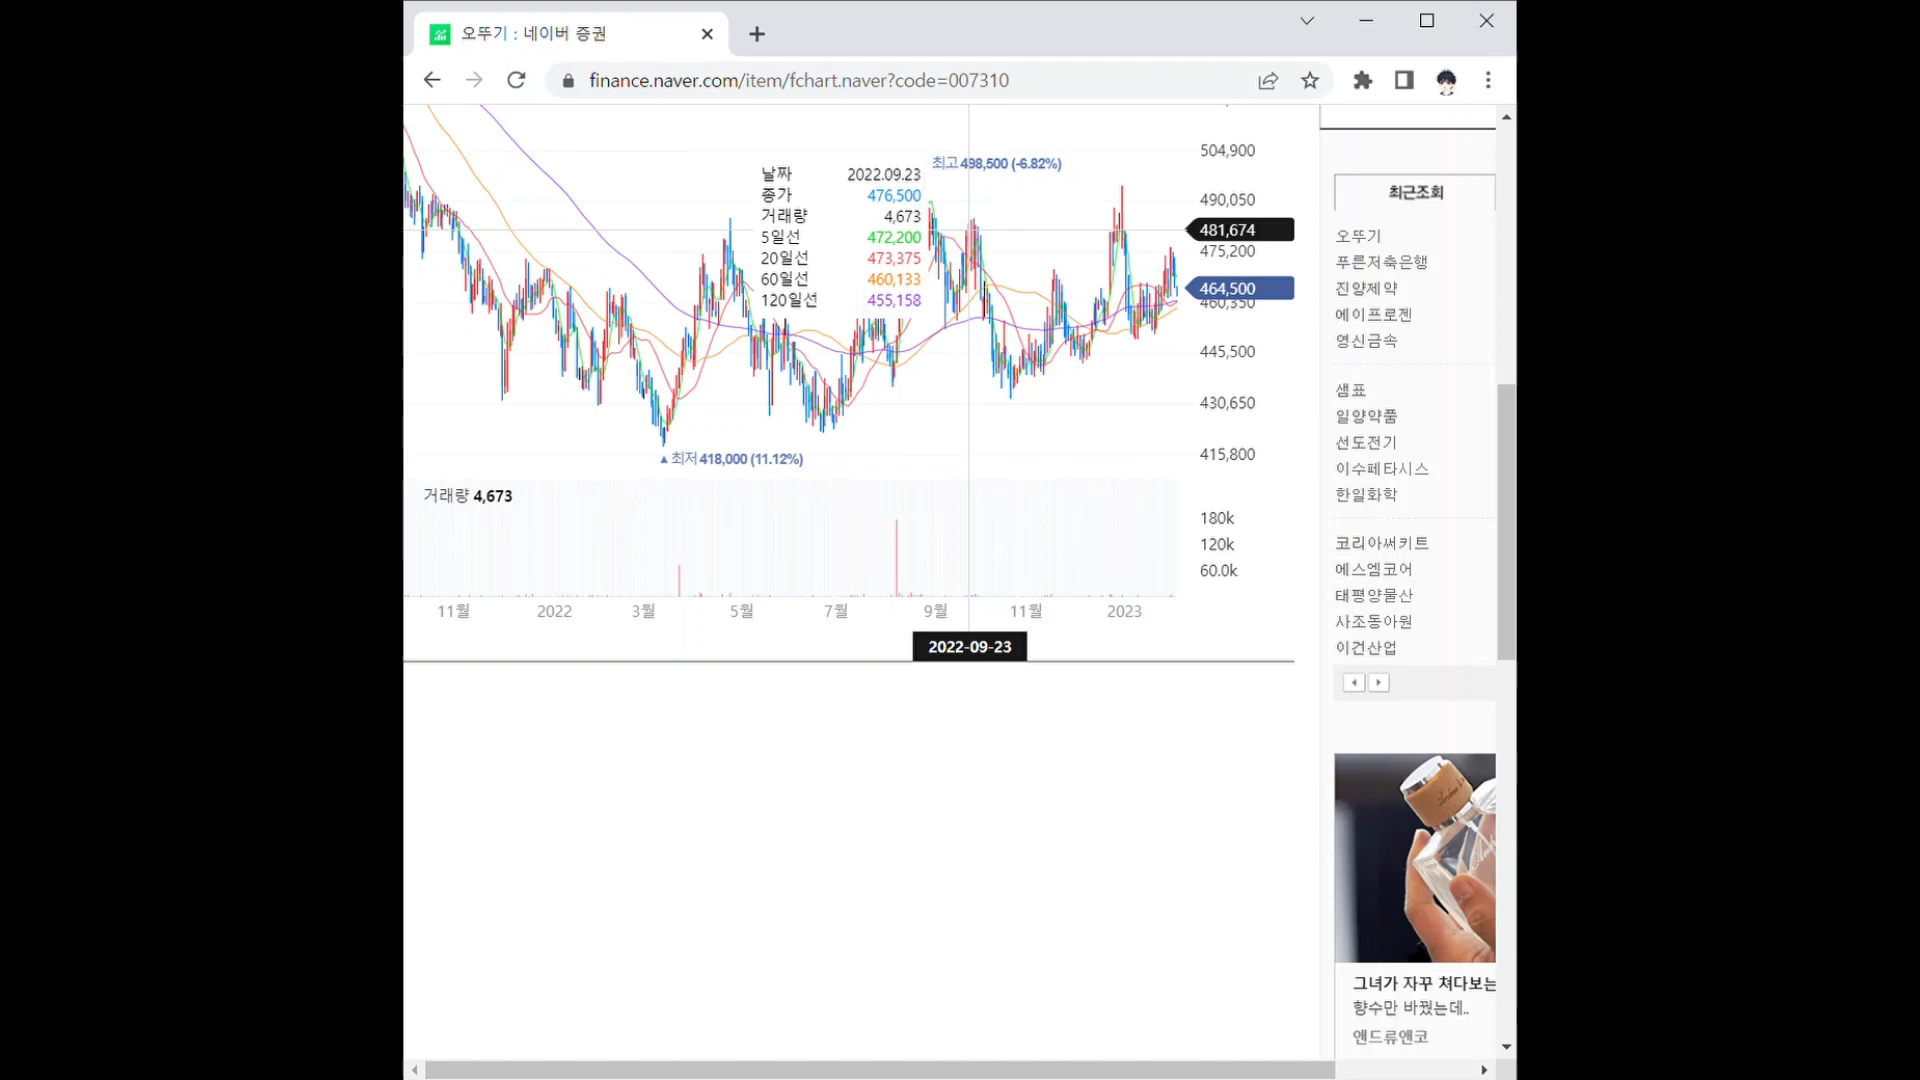 오뚜기 : 네이버 증권
finance.naver.com/item/fchart.naver?code=007310
최고 498,500 (-6.82%)
날짜 2022.09.23
종가 476,500
거래량 4,673
5일선 472,200
20일선 473,375
60일선 460,133
120일선 455,158
504,900
490,050
481,674
475,200
464,500
460,350
445,500
430,650
415,800
▲최저 418,000 (11.12%)
거래량 4,673
180k
120k
60.0k
11월 2022 3월 5월 7월 9월 11월 2023
2022-09-23
최근조회
오뚜기
푸른저축은행
진양제약
에이프로젠
영신금속
샘표
일양약품
선도전기
이수페타시스
한일화학
코리아써키트
에스엠코어
태평양물산
사조동아원
이건산업
그녀가 자꾸 쳐다보는
향수만 바꿨는데..
앤드류앤코